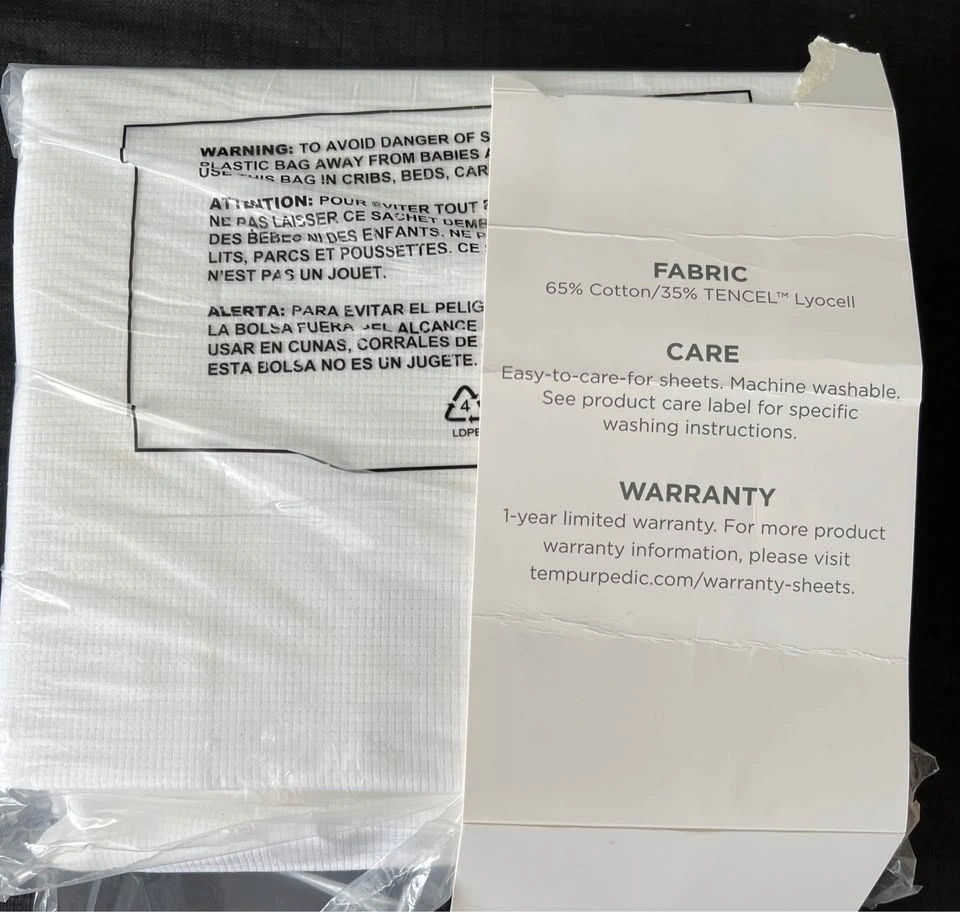 WARNING: TO AVOID DANGER OF S
PLASTIC BAG AWAY FROM BABIES
USE THIS BAG IN CRIBS, BEDS, CAR
ATTENTION: POUR EVITER TOUT
NE PAS LAISSER CE SACHET DEME
DES BEBES NI DES ENFANTS. NE P
LITS, PARCS ET POUSSETTES. CE
N'EST PAS UN JOUET.
ALERTA: PARA EVITAR EL PELIG
LA BOLSA FUERA DEL ALCANCE
USAR EN CUNAS, CORRALES DE
ESTA BOLSA NO ES UN JUGETE.
4
LDPE
FABRIC
65% Cotton/35% TENCEL™ Lyocell
CARE
Easy-to-care-for sheets. Machine washable.
See product care label for specific
washing instructions.
WARRANTY
1-year limited warranty. For more product
warranty information, please visit
tempurpedic.com/warranty-sheets.